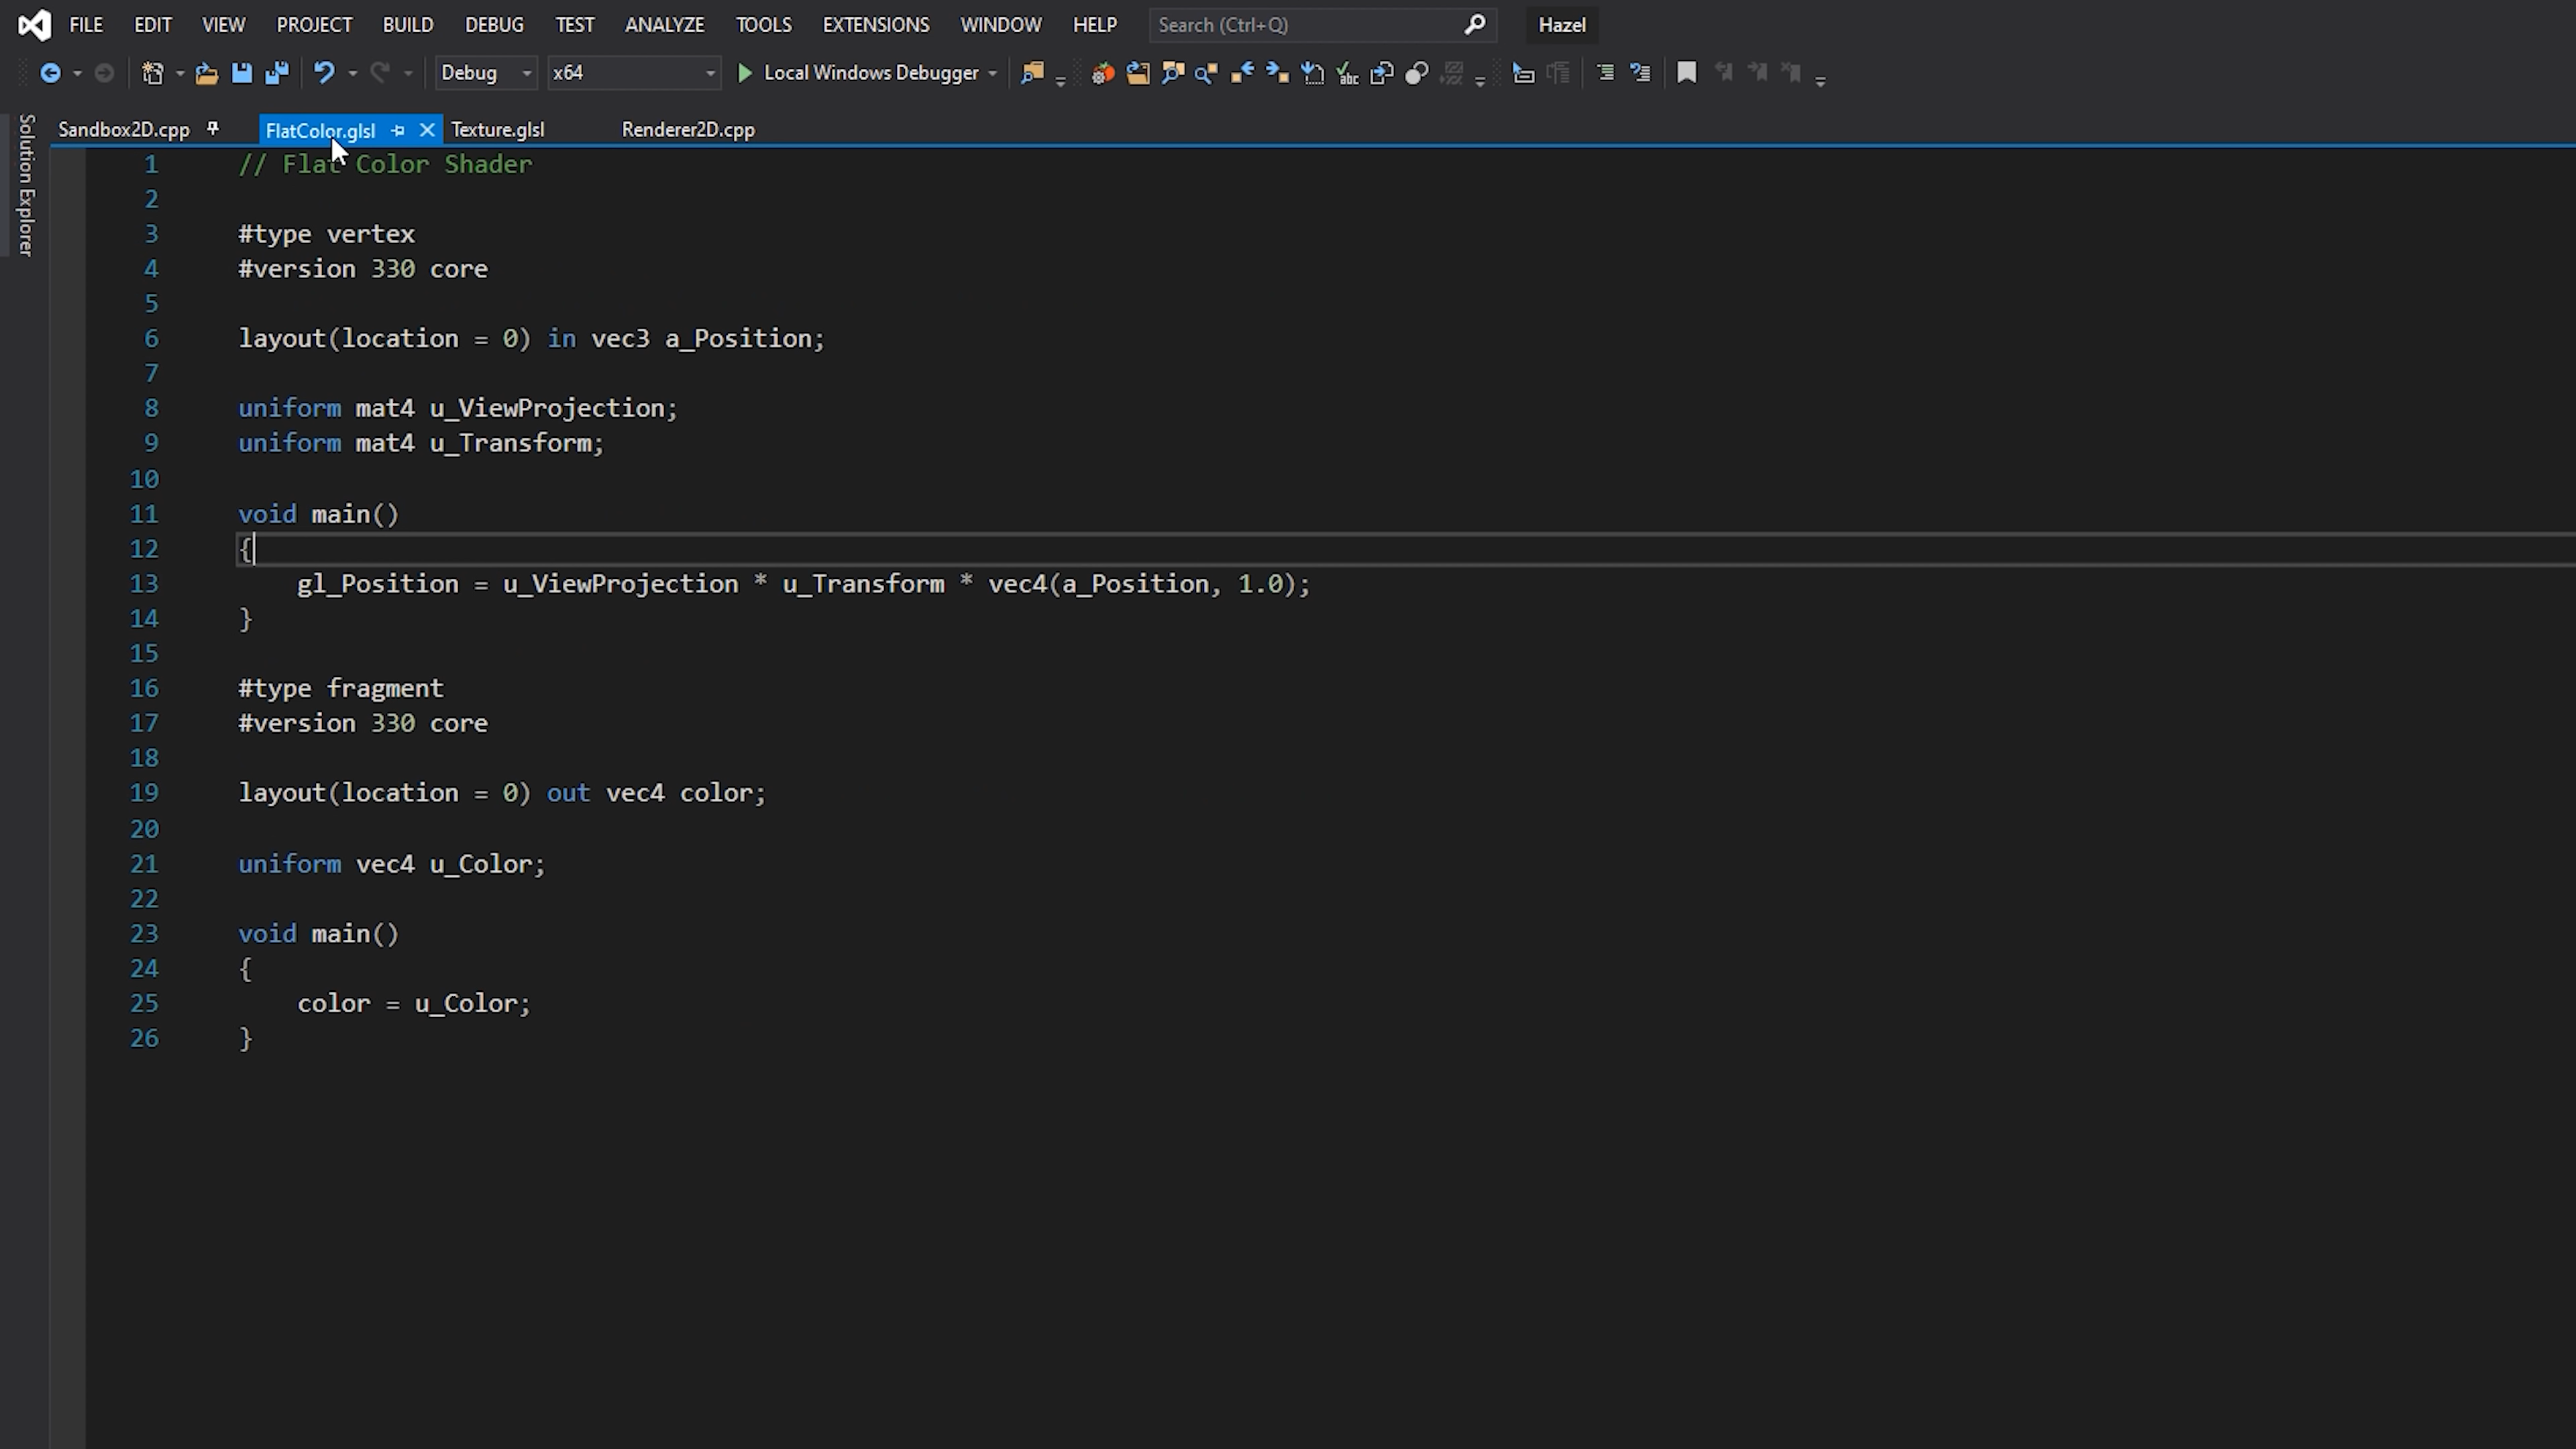 FILE EDIT VIEW PROJECT BUILD DEBUG TEST ANALYZE TOOLS EXTENSIONS WINDOW HELP Search (Ctrl+Q) Hazel
Debug x64 Local Windows Debugger
Solution Explorer
Sandbox2D.cpp FlatColor.glsl Texture.glsl Renderer2D.cpp
1 // Flat Color Shader
2
3 #type vertex
4 #version 330 core
5
6 layout(location = 0) in vec3 a_Position;
7
8 uniform mat4 u_ViewProjection;
9 uniform mat4 u_Transform;
10
11 void main()
12 {
13 gl_Position = u_ViewProjection * u_Transform * vec4(a_Position, 1.0);
14 }
15
16 #type fragment
17 #version 330 core
18
19 layout(location = 0) out vec4 color;
20
21 uniform vec4 u_Color;
22
23 void main()
24 {
25 color = u_Color;
26 }